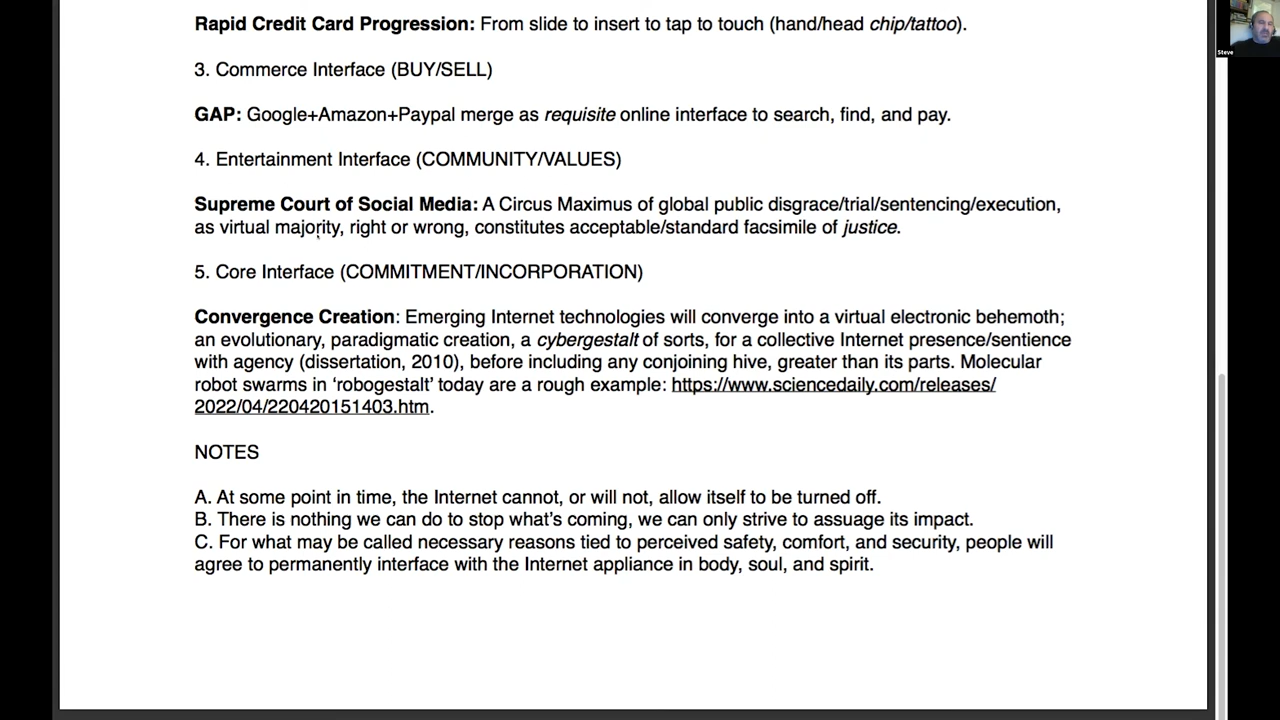 Rapid Credit Card Progression: From slide to insert to tap to touch (hand/head chip/tattoo).
3. Commerce Interface (BUY/SELL)
GAP: Google+Amazon+Paypal merge as requisite online interface to search, find, and pay.
4. Entertainment Interface (COMMUNITY/VALUES)
Supreme Court of Social Media: A Circus Maximus of global public disgrace/trial/sentencing/execution,
as virtual majority, right or wrong, constitutes acceptable/standard facsimile of justice.
5. Core Interface (COMMITMENT/INCORPORATION)
Convergence Creation: Emerging Internet technologies will converge into a virtual electronic behemoth;
an evolutionary, paradigmatic creation, a cybergestalt of sorts, for a collective Internet presence/sentience
with agency (dissertation, 2010), before including any conjoining hive, greater than its parts. Molecular
robot swarms in ‘robogestalt’ today are a rough example: https://www.sciencedaily.com/releases/
2022/04/220420151403.htm.
NOTES
A. At some point in time, the Internet cannot, or will not, allow itself to be turned off.
B. There is nothing we can do to stop what’s coming, we can only strive to assuage its impact.
C. For what may be called necessary reasons tied to perceived safety, comfort, and security, people will
agree to permanently interface with the Internet appliance in body, soul, and spirit.
Steve